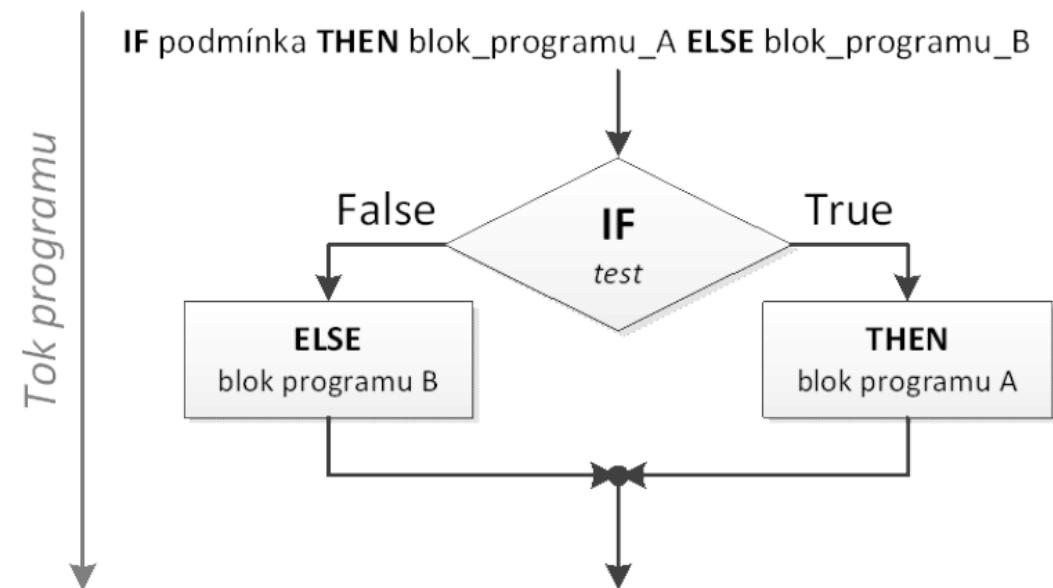 IF podmínka THEN blok_programu_A ELSE blok_programu_B
Tok programu
False
True
IF
test
ELSE
blok programu B
THEN
blok programu A